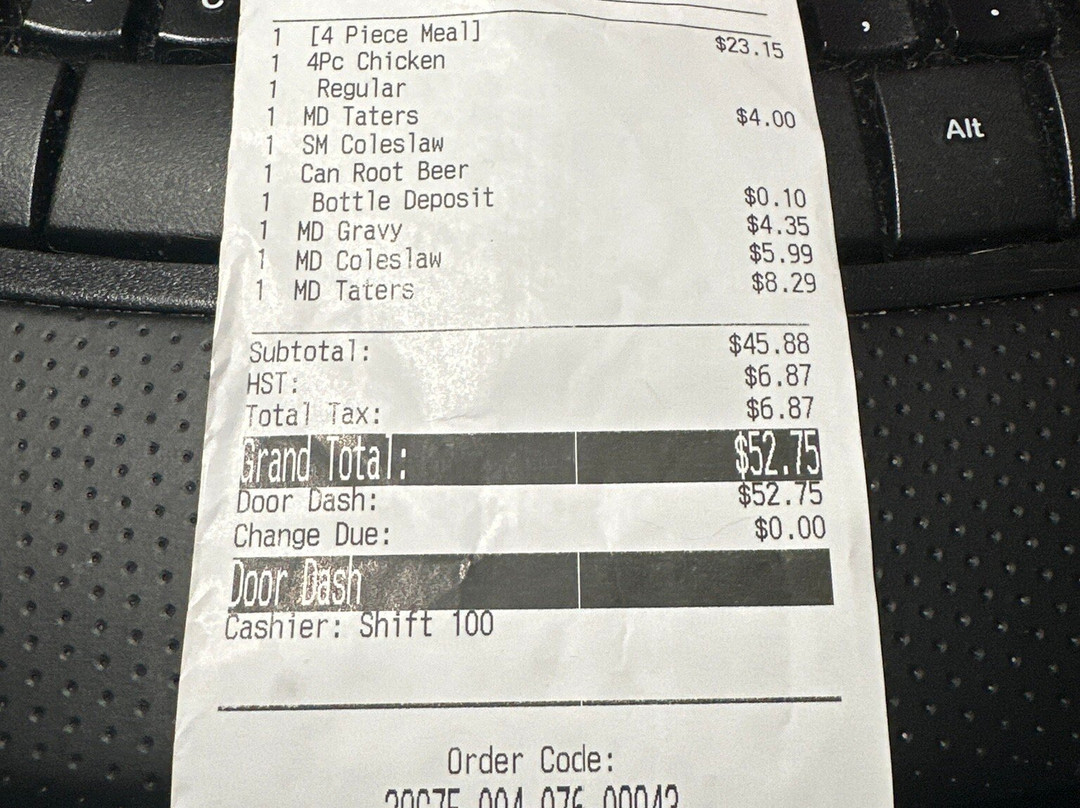 1 [4 Piece Meal] $23.15
1 4Pc Chicken
1 Regular
1 MD Taters $4.00
1 SM Coleslaw
1 Can Root Beer
1 Bottle Deposit $0.10
1 MD Gravy $4.35
1 MD Coleslaw $5.99
1 MD Taters $8.29
Subtotal: $45.88
HST: $6.87
Total Tax: $6.87
Grand Total: $52.75
Door Dash: $52.75
Change Due: $0.00
Door Dash
Cashier: Shift 100
Order Code:
Alt